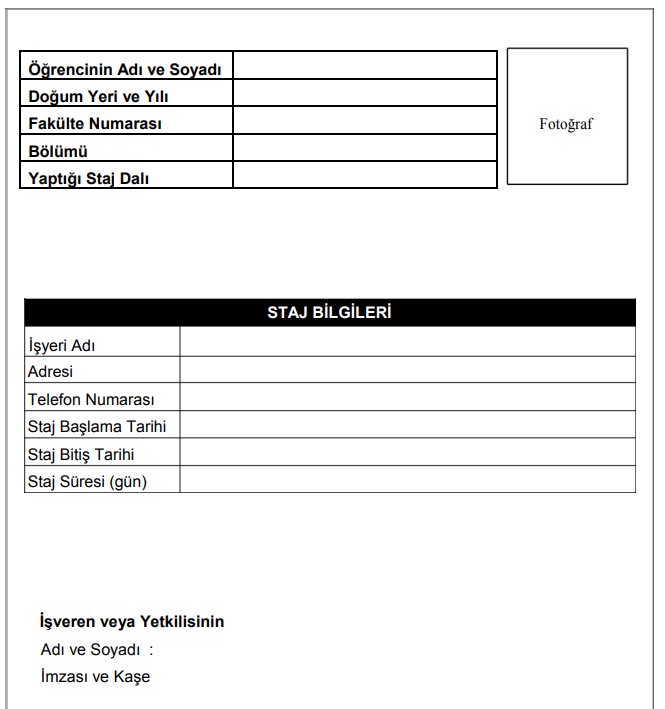 Öğrencinin Adı ve Soyadı
Doğum Yeri ve Yılı
Fakülte Numarası
Bölümü
Yaptığı Staj Dalı
Fotoğraf
STAJ BİLGİLERİ
İşyeri Adı
Adresi
Telefon Numarası
Staj Başlama Tarihi
Staj Bitiş Tarihi
Staj Süresi (gün)
İşveren veya Yetkilisinin
Adı ve Soyadı :
İmzası ve Kaşe